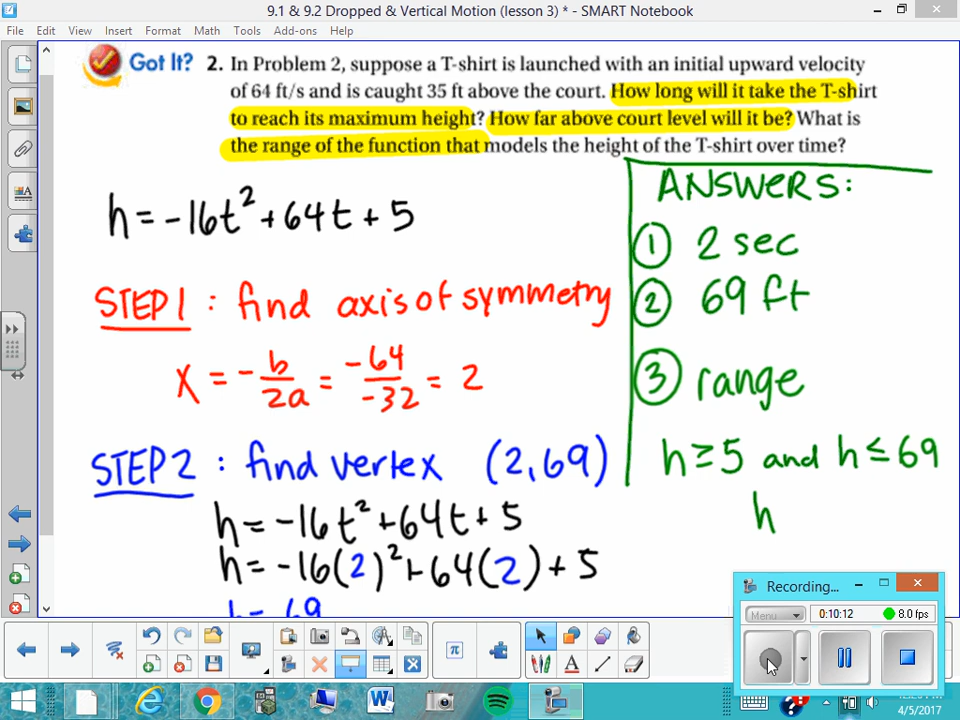 9.1 & 9.2 Dropped & Vertical Motion (lesson 3) * - SMART Notebook
File Edit View Insert Format Math Tools Add-ons Help
Got It? 2. In Problem 2, suppose a T-shirt is launched with an initial upward velocity
of 64 ft/s and is caught 35 ft above the court. How long will it take the T-shirt
to reach its maximum height? How far above court level will it be? What is
the range of the function that models the height of the T-shirt over time?
ANSWERS:
h = -16t² + 64t + 5
① 2 sec
STEP 1 : find axis of symmetry
② 69 ft
x = -b/2a = -64/-32 = 2
③ range
STEP 2 : find vertex (2,69)
h ≥ 5 and h ≤ 69
h
h = -16t² + 64t + 5
h = -16(2)² + 64(2) + 5
h = 69
Recording...
Menu 0:10:12 8.0 fps
4/5/2017